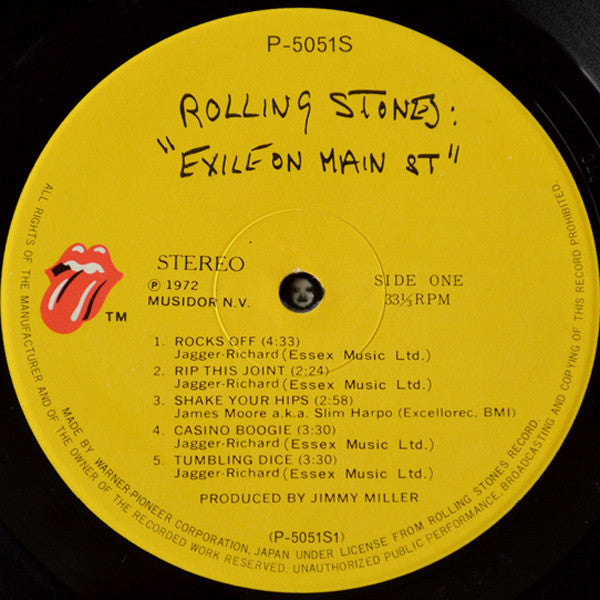 P-5051S
ROLLING STONES:
"EXILE ON MAIN ST"
STEREO
Ⓟ 1972
MUSIDOR N.V.
SIDE ONE
33⅓RPM
TM
1. ROCKS OFF (4:33)
Jagger-Richard (Essex Music Ltd.)
2. RIP THIS JOINT (2:24)
Jagger-Richard (Essex Music Ltd.)
3. SHAKE YOUR HIPS (2:58)
James Moore a.k.a. Slim Harpo (Excellorec, BMI)
4. CASINO BOOGIE (3:30)
Jagger-Richard (Essex Music Ltd.)
5. TUMBLING DICE (3:30)
Jagger-Richard (Essex Music Ltd.)
PRODUCED BY JIMMY MILLER
(P-5051S1)
MADE BY WARNER-PIONEER CORPORATION, JAPAN UNDER LICENSE FROM ROLLING STONES RECORD.
ALL RIGHTS OF THE MANUFACTURER AND OF THE OWNER OF THE RECORDED WORK RESERVED. UNAUTHORIZED PUBLIC PERFORMANCE, BROADCASTING AND COPYING OF THIS RECORD PROHIBITED.